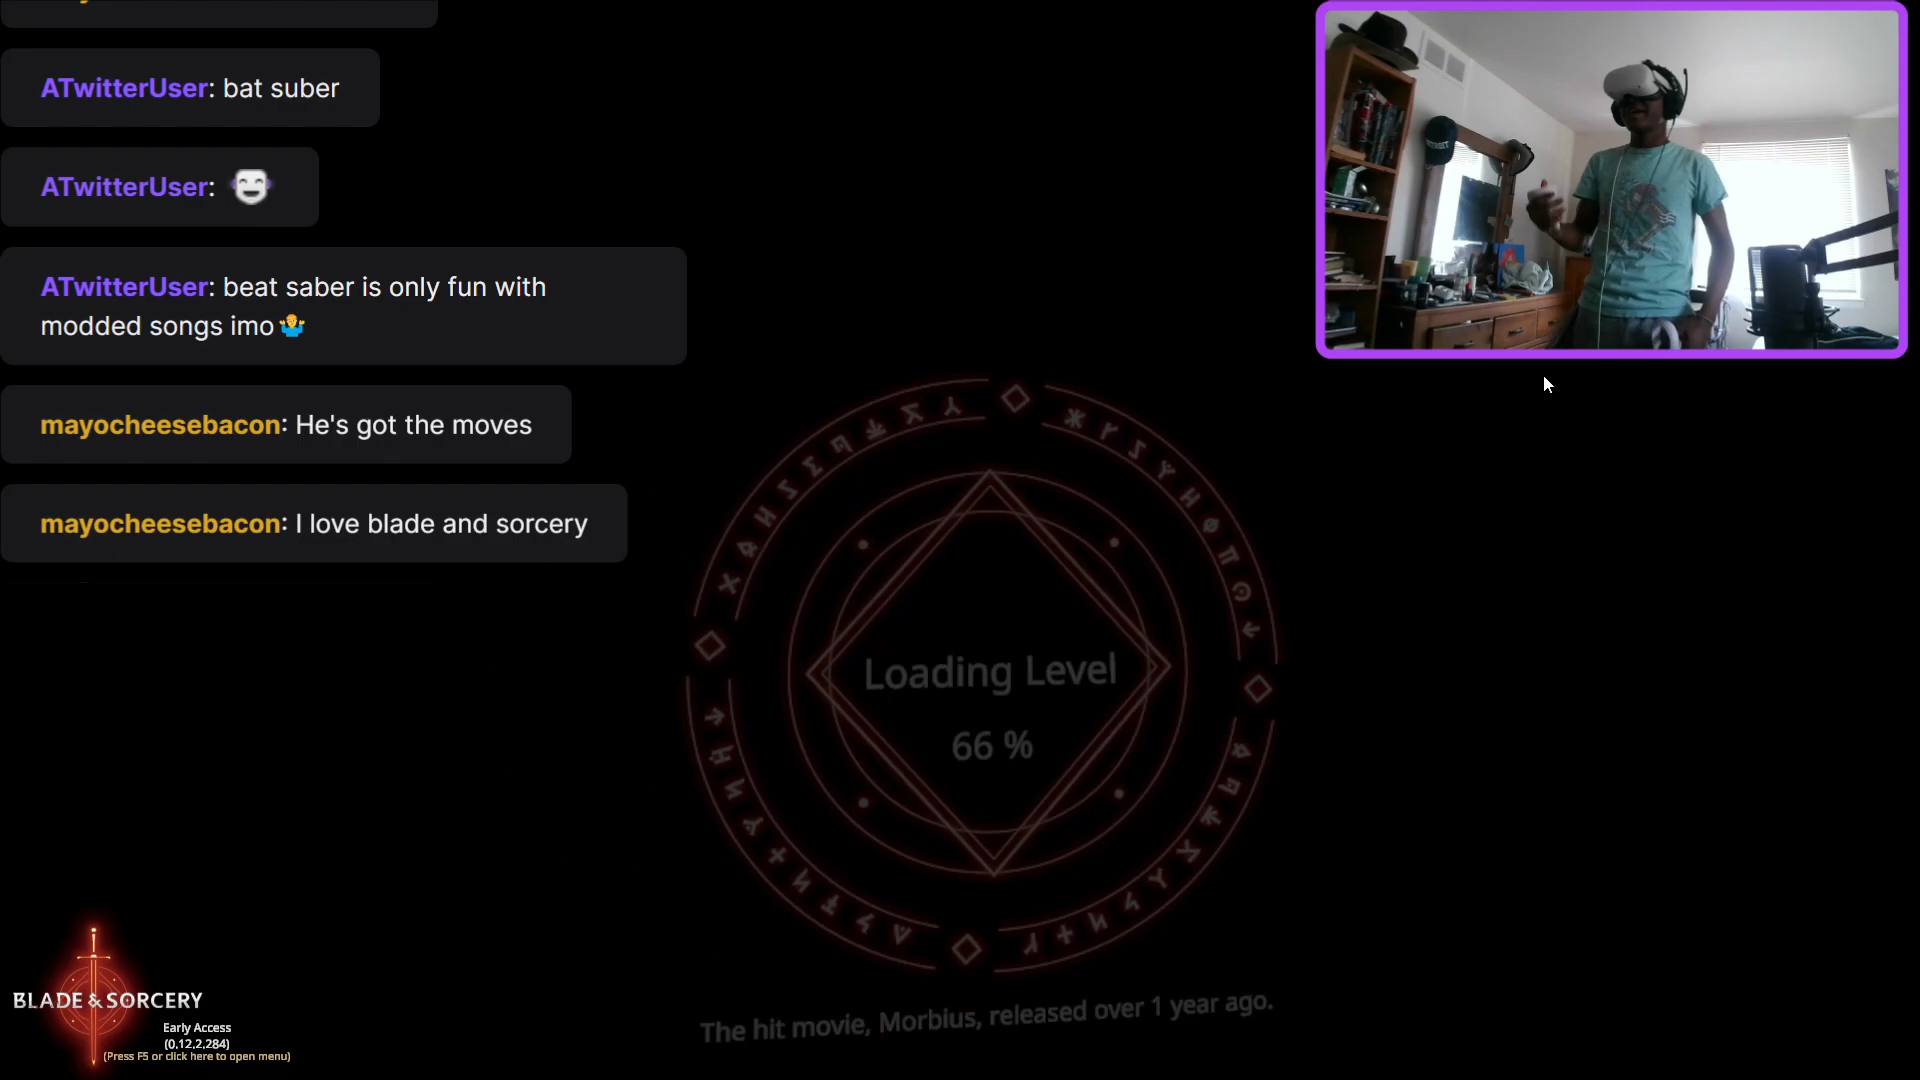 ATwitterUser: bat suber
ATwitterUser:
ATwitterUser: beat saber is only fun with
modded songs imo🤷‍♂️
mayocheesebacon: He's got the moves
mayocheesebacon: I love blade and sorcery
Loading Level
66 %
The hit movie, Morbius, released over 1 year ago.
BLADE & SORCERY
Early Access
(0.12.2.284)
(Press F5 or click here to open menu)